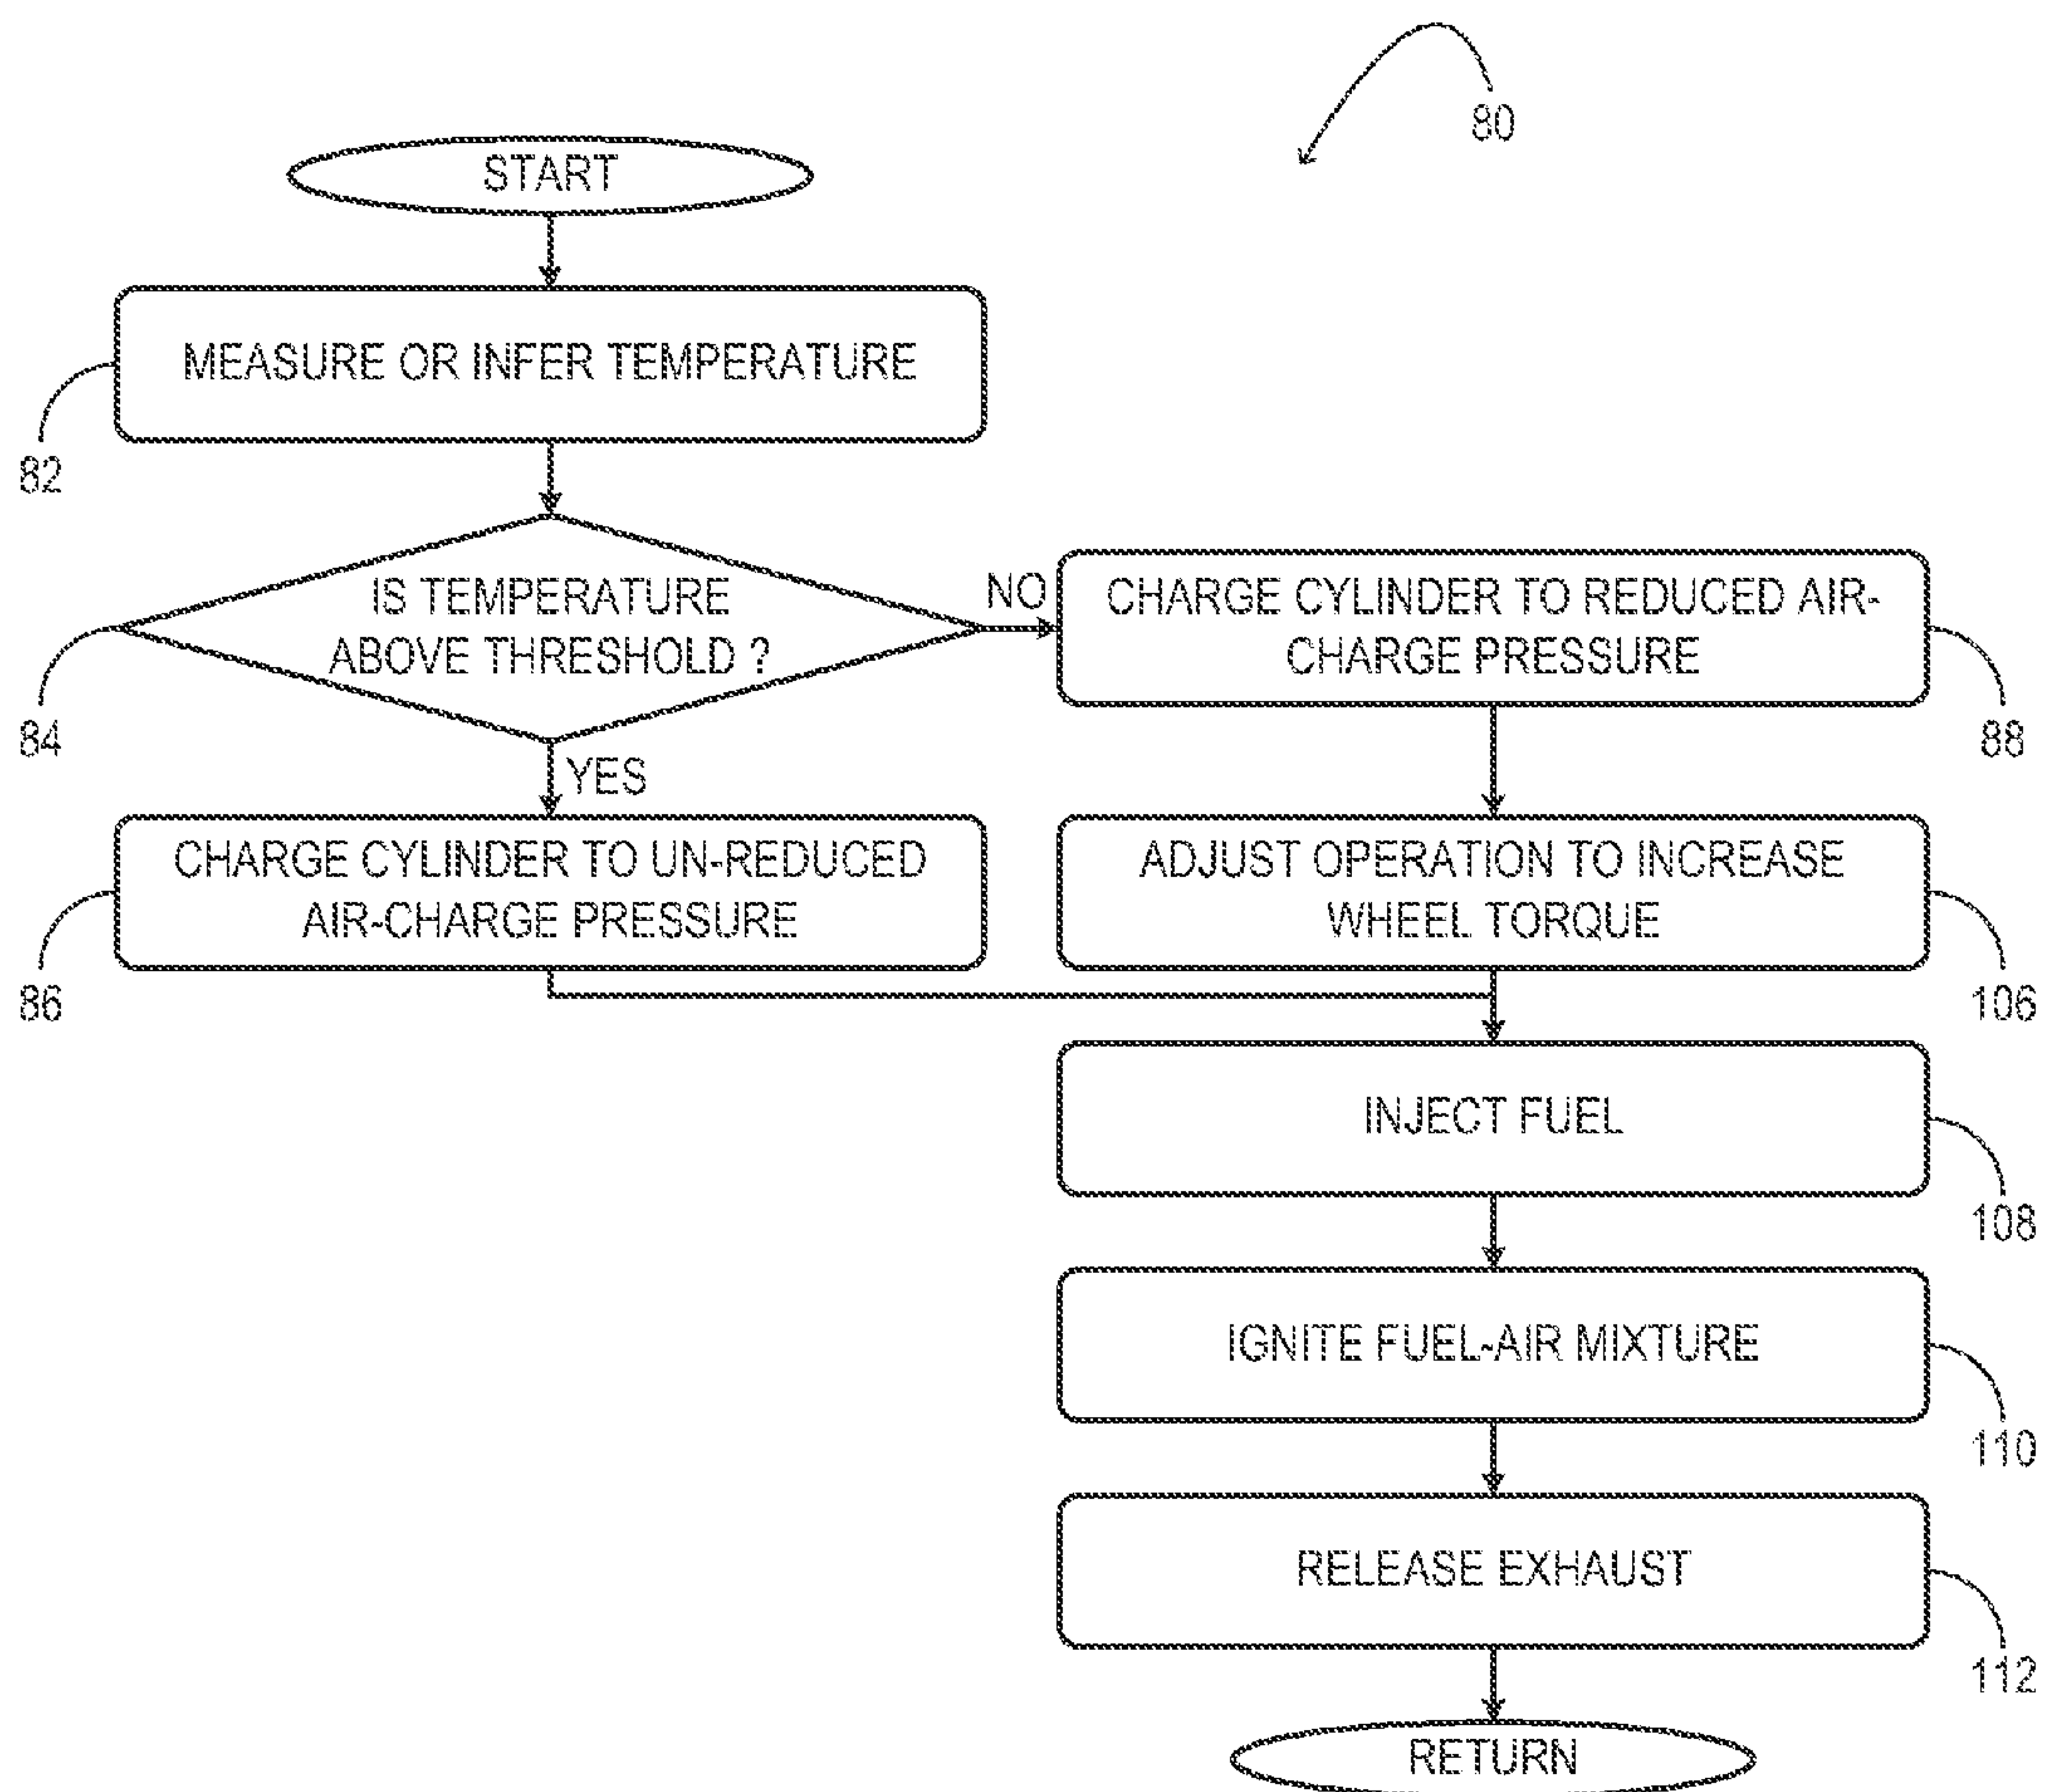 80
START
MEASURE OR INFER TEMPERATURE
82
IS TEMPERATURE
ABOVE THRESHOLD ?
84
NO
CHARGE CYLINDER TO REDUCED AIR-
CHARGE PRESSURE
88
YES
CHARGE CYLINDER TO UN-REDUCED
AIR-CHARGE PRESSURE
86
ADJUST OPERATION TO INCREASE
WHEEL TORQUE
106
INJECT FUEL
108
IGNITE FUEL-AIR MIXTURE
110
RELEASE EXHAUST
112
RETURN